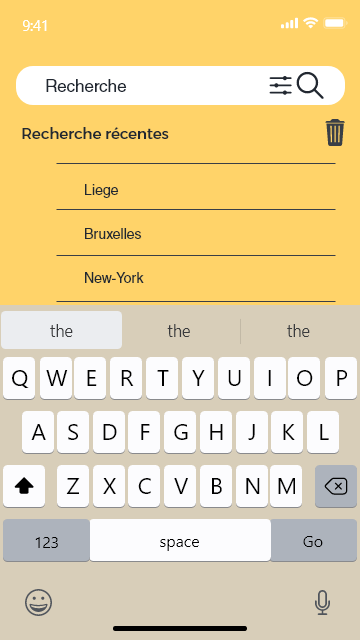 9:41
Recherche
Recherche récentes
Liege
Bruxelles
New-York
the the the
Q W E R T Y U I O P
A S D F G H J K L
Z X C V B N M
123 space Go